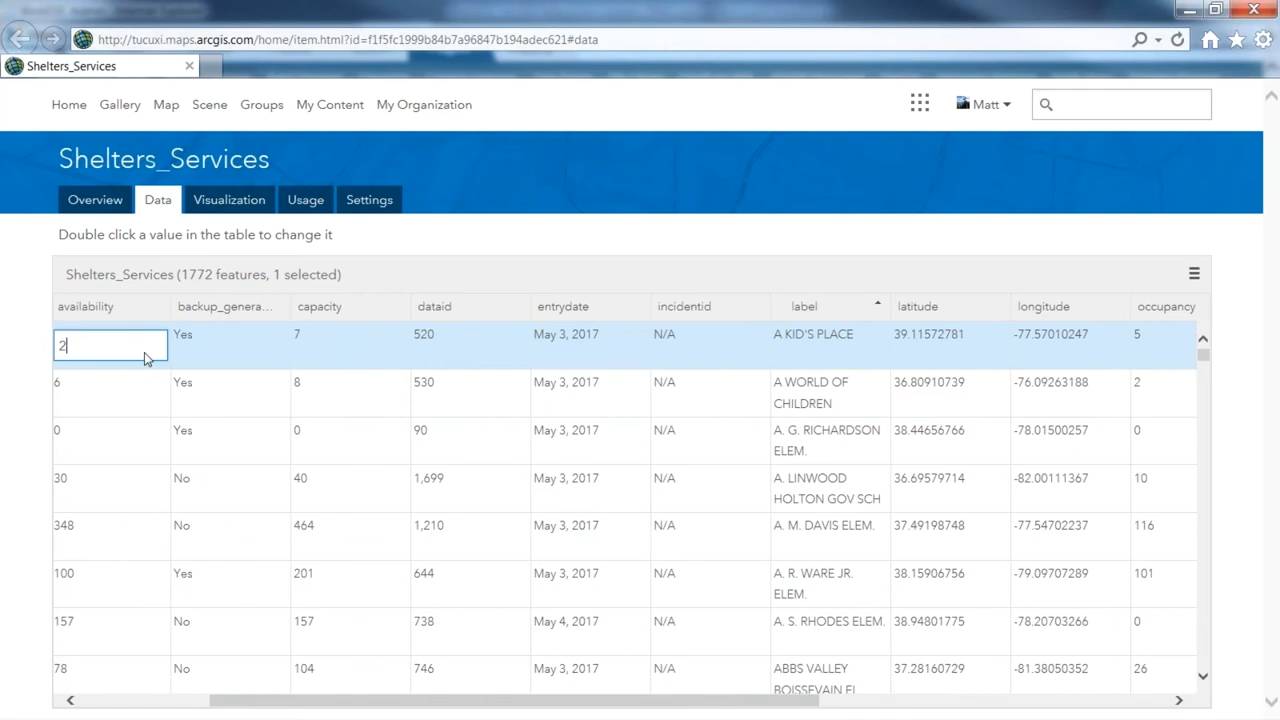 http://tucuxi.maps.arcgis.com/home/item.html?id=f1f5fc1999b84b7a96847b194adec621#data
Shelters_Services
Home Gallery Map Scene Groups My Content My Organization Matt
Shelters_Services
Overview Data Visualization Usage Settings
Double click a value in the table to change it
Shelters_Services (1772 features, 1 selected)
availability backup_genera... capacity dataid entrydate incidentid label latitude longitude occupancy
2 Yes 7 520 May 3, 2017 N/A A KID'S PLACE 39.11572781 -77.57010247 5
6 Yes 8 530 May 3, 2017 N/A A WORLD OF 36.80910739 -76.09263188 2
CHILDREN
0 Yes 0 90 May 3, 2017 N/A A. G. RICHARDSON 38.44656766 -78.01500257 0
ELEM.
30 No 40 1,699 May 3, 2017 N/A A. LINWOOD 36.69579714 -82.00111367 10
HOLTON GOV SCH
348 No 464 1,210 May 3, 2017 N/A A. M. DAVIS ELEM. 37.49198748 -77.54702237 116
100 Yes 201 644 May 3, 2017 N/A A. R. WARE JR. 38.15906756 -79.09707289 101
ELEM.
157 No 157 738 May 4, 2017 N/A A. S. RHODES ELEM. 38.94801775 -78.20703266 0
78 No 104 746 May 3, 2017 N/A ABBS VALLEY 37.28160729 -81.38050352 26
BOISSEVAIN EL